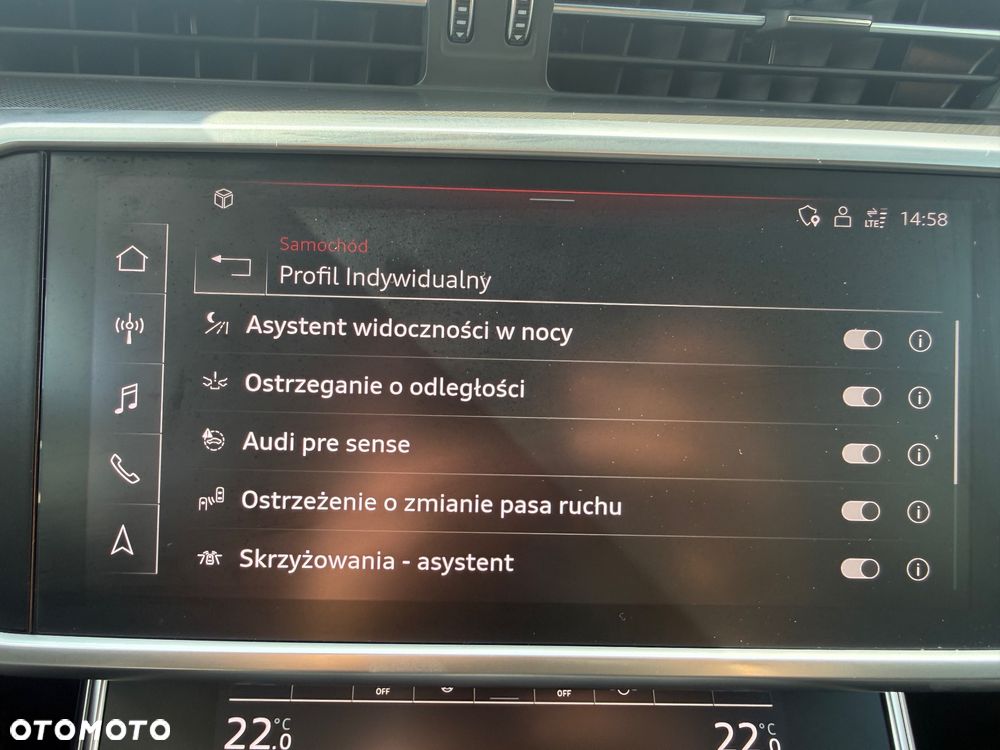 LTE 14:58
Samochód
Profil Indywidualny
Asystent widoczności w nocy
Ostrzeganie o odległości
Audi pre sense
Ostrzeżenie o zmianie pasa ruchu
Skrzyżowania - asystent
OFF OFF
22.0 °C 22.0 °C
OTOMOTO